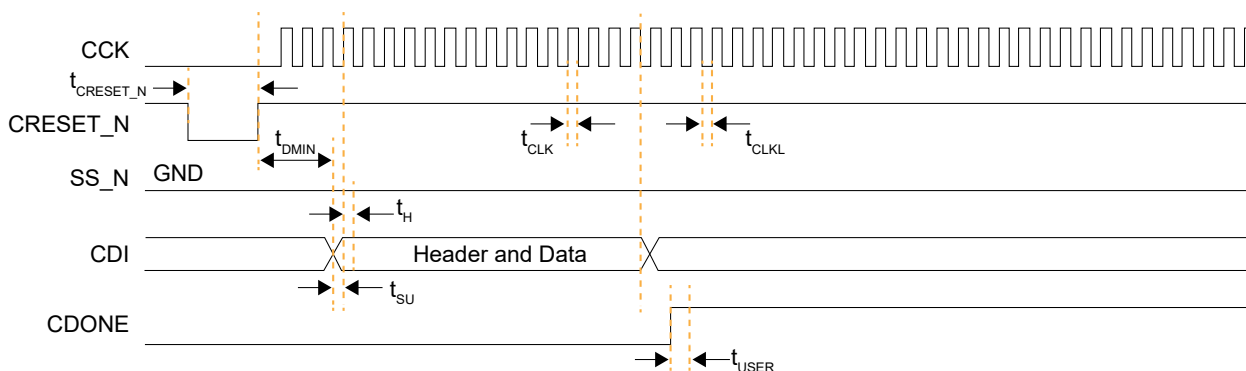 CCK
tCRESET_N
CRESET_N
tDMIN
tCLK
tCLKL
SS_N
GND
tH
CDI
Header and Data
tSU
CDONE
tUSER